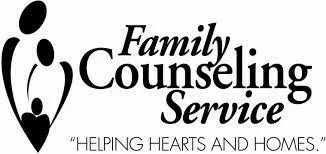 Family
Counseling
Service
"HELPING HEARTS AND HOMES."